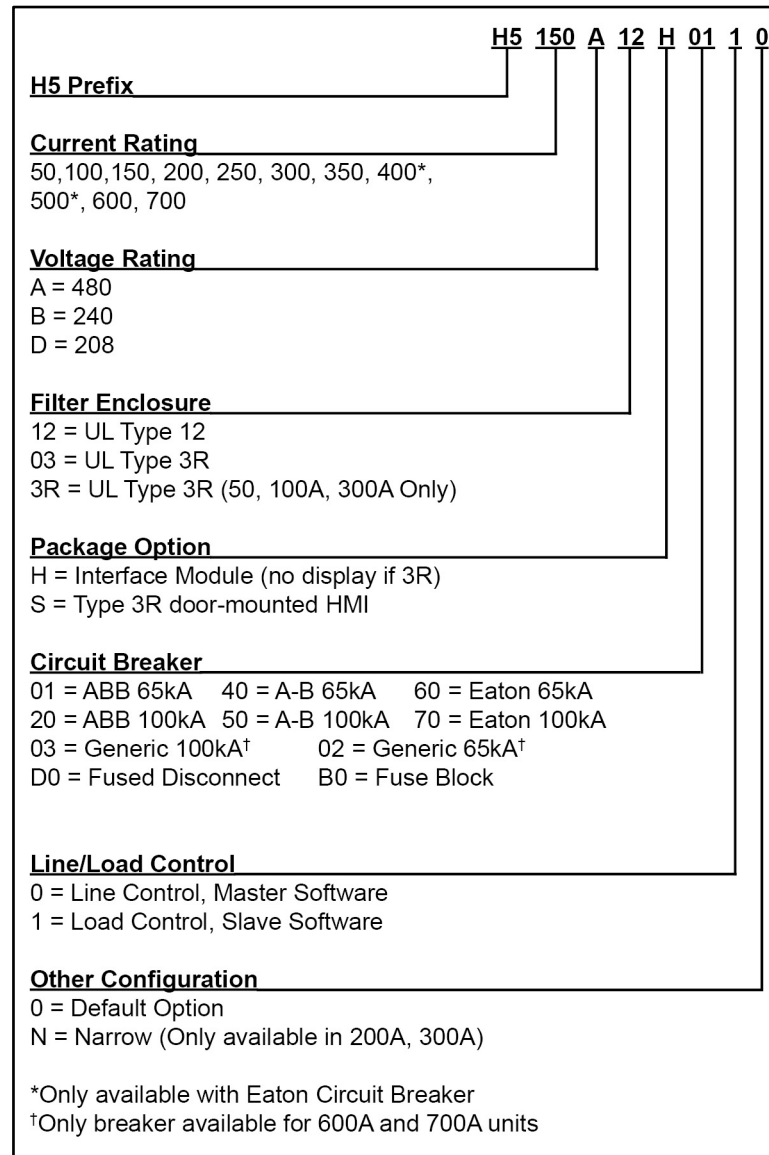 H5 150 A 12 H 01 1 0
H5 Prefix
Current Rating
50,100,150, 200, 250, 300, 350, 400*,
500*, 600, 700
Voltage Rating
A = 480
B = 240
D = 208
Filter Enclosure
12 = UL Type 12
03 = UL Type 3R
3R = UL Type 3R (50, 100A, 300A Only)
Package Option
H = Interface Module (no display if 3R)
S = Type 3R door-mounted HMI
Circuit Breaker
01 = ABB 65kA 40 = A-B 65kA 60 = Eaton 65kA
20 = ABB 100kA 50 = A-B 100kA 70 = Eaton 100kA
03 = Generic 100kA† 02 = Generic 65kA†
D0 = Fused Disconnect B0 = Fuse Block
Line/Load Control
0 = Line Control, Master Software
1 = Load Control, Slave Software
Other Configuration
0 = Default Option
N = Narrow (Only available in 200A, 300A)
*Only available with Eaton Circuit Breaker
†Only breaker available for 600A and 700A units